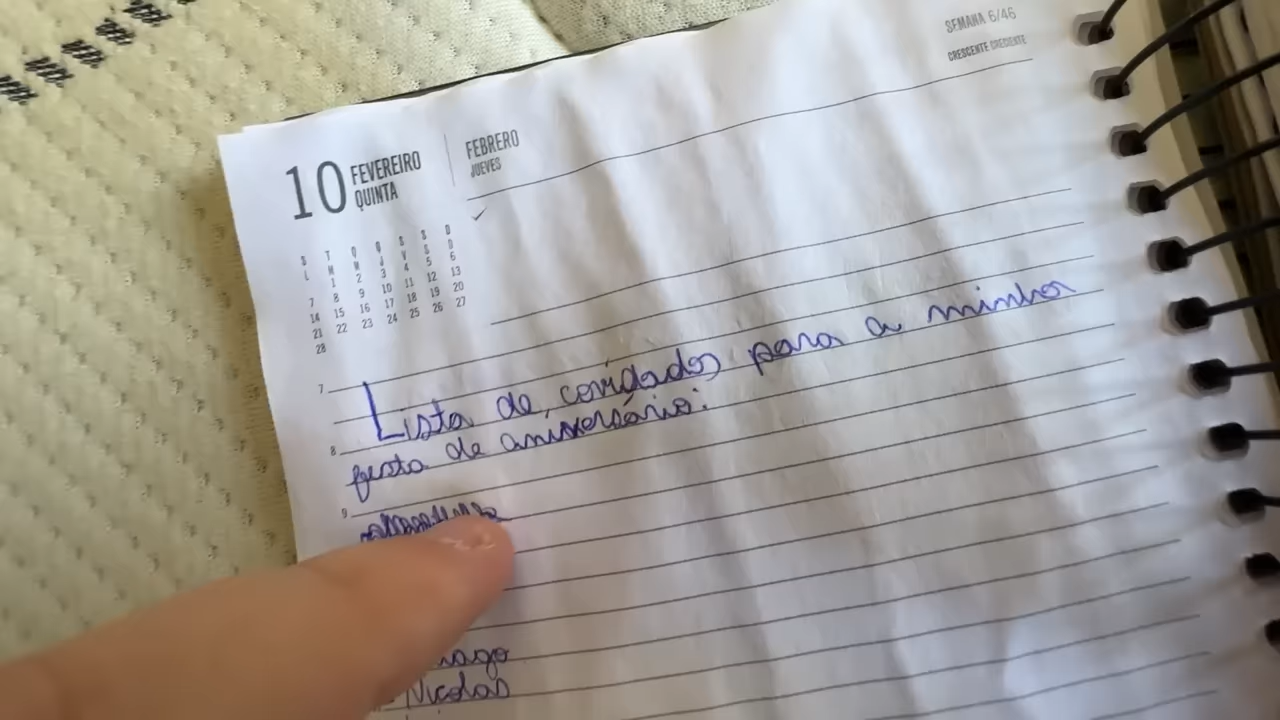 SEMANA 6/46
CRESCENTE CRECIENTE
10 FEVEREIRO QUINTA
FEBRERO JUEVES
S T Q Q S S D
L M M J V S D
1 2 3 4 5 6
7 8 9 10 11 12 13
14 15 16 17 18 19 20
21 22 23 24 25 26 27
28
7
Lista de covidados para a minha
8
festa de aniversário:
9
Nicolas